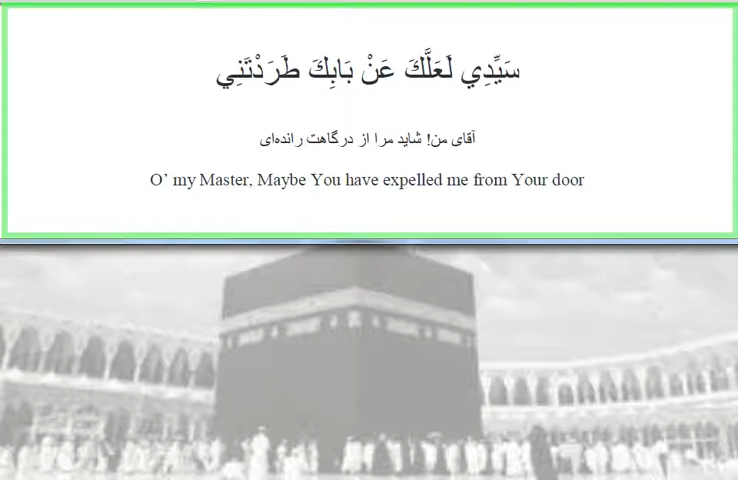 سَيِّدِي لَعَلَّكَ عَنْ بَابِكَ طَرَدْتَنِي
آقای من! شاید مرا از درگاهت رانده‌ای
O’ my Master, Maybe You have expelled me from Your door